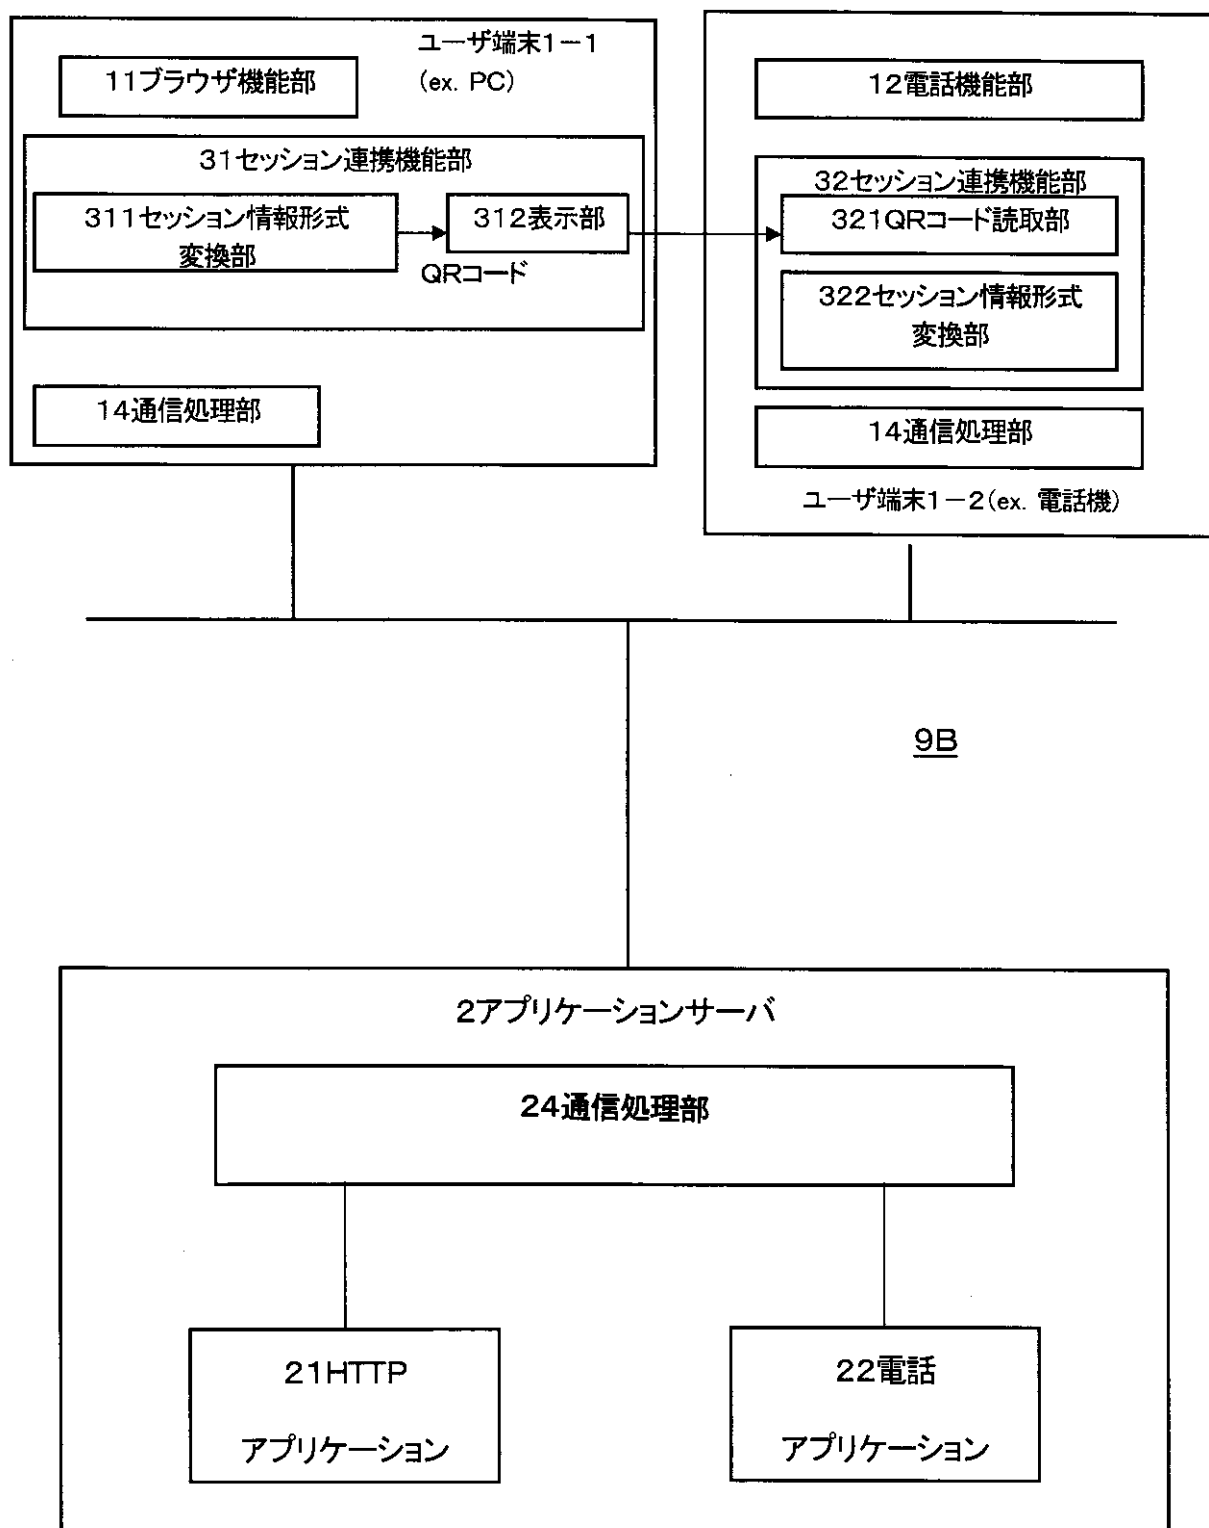 ユーザ端末1－1
(ex. PC)
11ブラウザ機能部
31セッション連携機能部
311セッション情報形式
変換部
312表示部
QRコード
14通信処理部
12電話機能部
32セッション連携機能部
321QRコード読取部
322セッション情報形式
変換部
14通信処理部
ユーザ端末1－2(ex. 電話機)
9B
2アプリケーションサーバ
24通信処理部
21HTTP
アプリケーション
22電話
アプリケーション